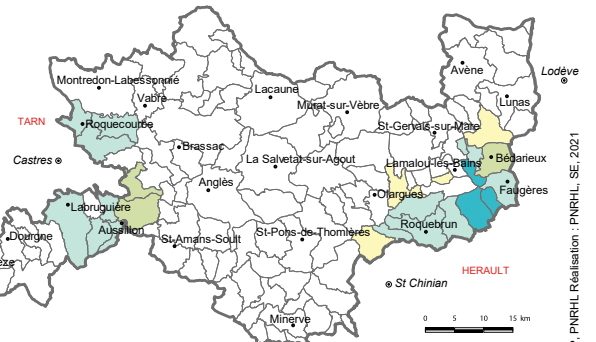 Avène
Lodève
Montredon-Labessonnié
Lacaune
Vabre
Murat-sur-Vèbre
Lunas
TARN
Roquecourbe
St-Gervais-sur-Mare
Brassac
Castres
La Salvetat-sur-Agout
Lamalou-les-Bains
Bédarieux
Anglès
Olargues
Faugères
Labruguière
Aussillon
Roquebrun
Dourgne
St-Amans-Soult
St-Pons-de-Thomières
HERAULT
St Chinian
Minerve
0 5 10 15 km
PNRHL Réalisation : PNRHL, SE, 2021